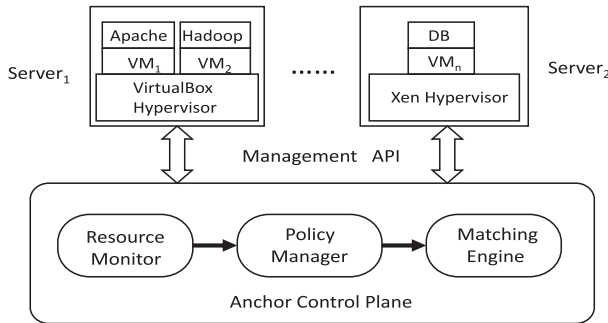 Apache Hadoop DB
VM1 VM2 VMn
Server1 VirtualBox Hypervisor ...... Xen Hypervisor Server2
Management API
Resource Monitor Policy Manager Matching Engine
Anchor Control Plane